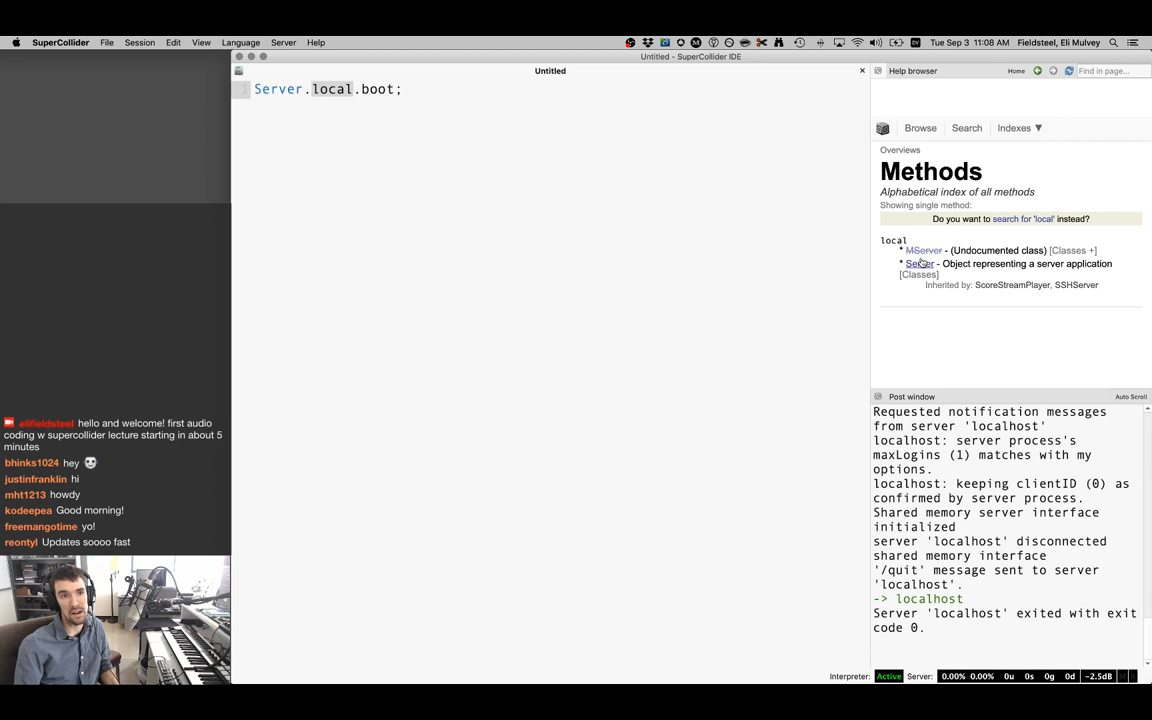 SuperCollider File Session Edit View Language Server Help
Tue Sep 3 11:08 AM Fieldsteel, Eli Mulvey
Untitled - SuperCollider IDE
Untitled
1 Server.local.boot;
Help browser Home Find in page...
Browse Search Indexes ▼
Overviews
Methods
Alphabetical index of all methods
Showing single method:
Do you want to search for 'local' instead?
local
* MServer - (Undocumented class) [Classes +]
* Server - Object representing a server application
[Classes]
Inherited by: ScoreStreamPlayer, SSHServer
Post window Auto Scroll
Requested notification messages
from server 'localhost'
localhost: server process's
maxLogins (1) matches with my
options.
localhost: keeping clientID (0) as
confirmed by server process.
Shared memory server interface
initialized
server 'localhost' disconnected
shared memory interface
'/quit' message sent to server
'localhost'.
-> localhost
Server 'localhost' exited with exit
code 0.
Interpreter: Active Server: 0.00% 0.00% 0u 0s 0g 0d -2.5dB
elifieldsteel hello and welcome! first audio
coding w supercollider lecture starting in about 5
minutes
bhinks1024 hey
justinfranklin hi
mht1213 howdy
kodeepea Good morning!
freemangotime yo!
reontyl Updates soooo fast